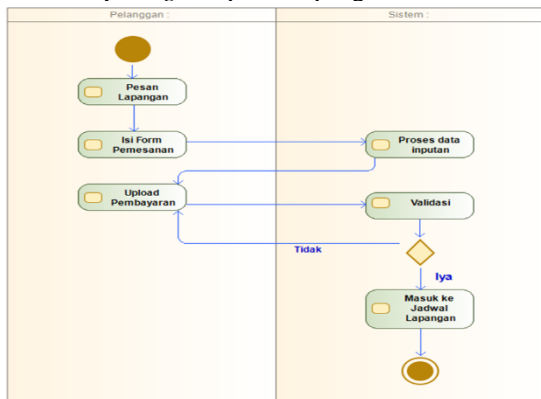 Pelanggan :
Sistem :
Pesan
Lapangan
Isi Form
Pemesanan
Proses data
inputan
Upload
Pembayaran
Validasi
Tidak
Iya
Masuk ke
Jadwal
Lapangan